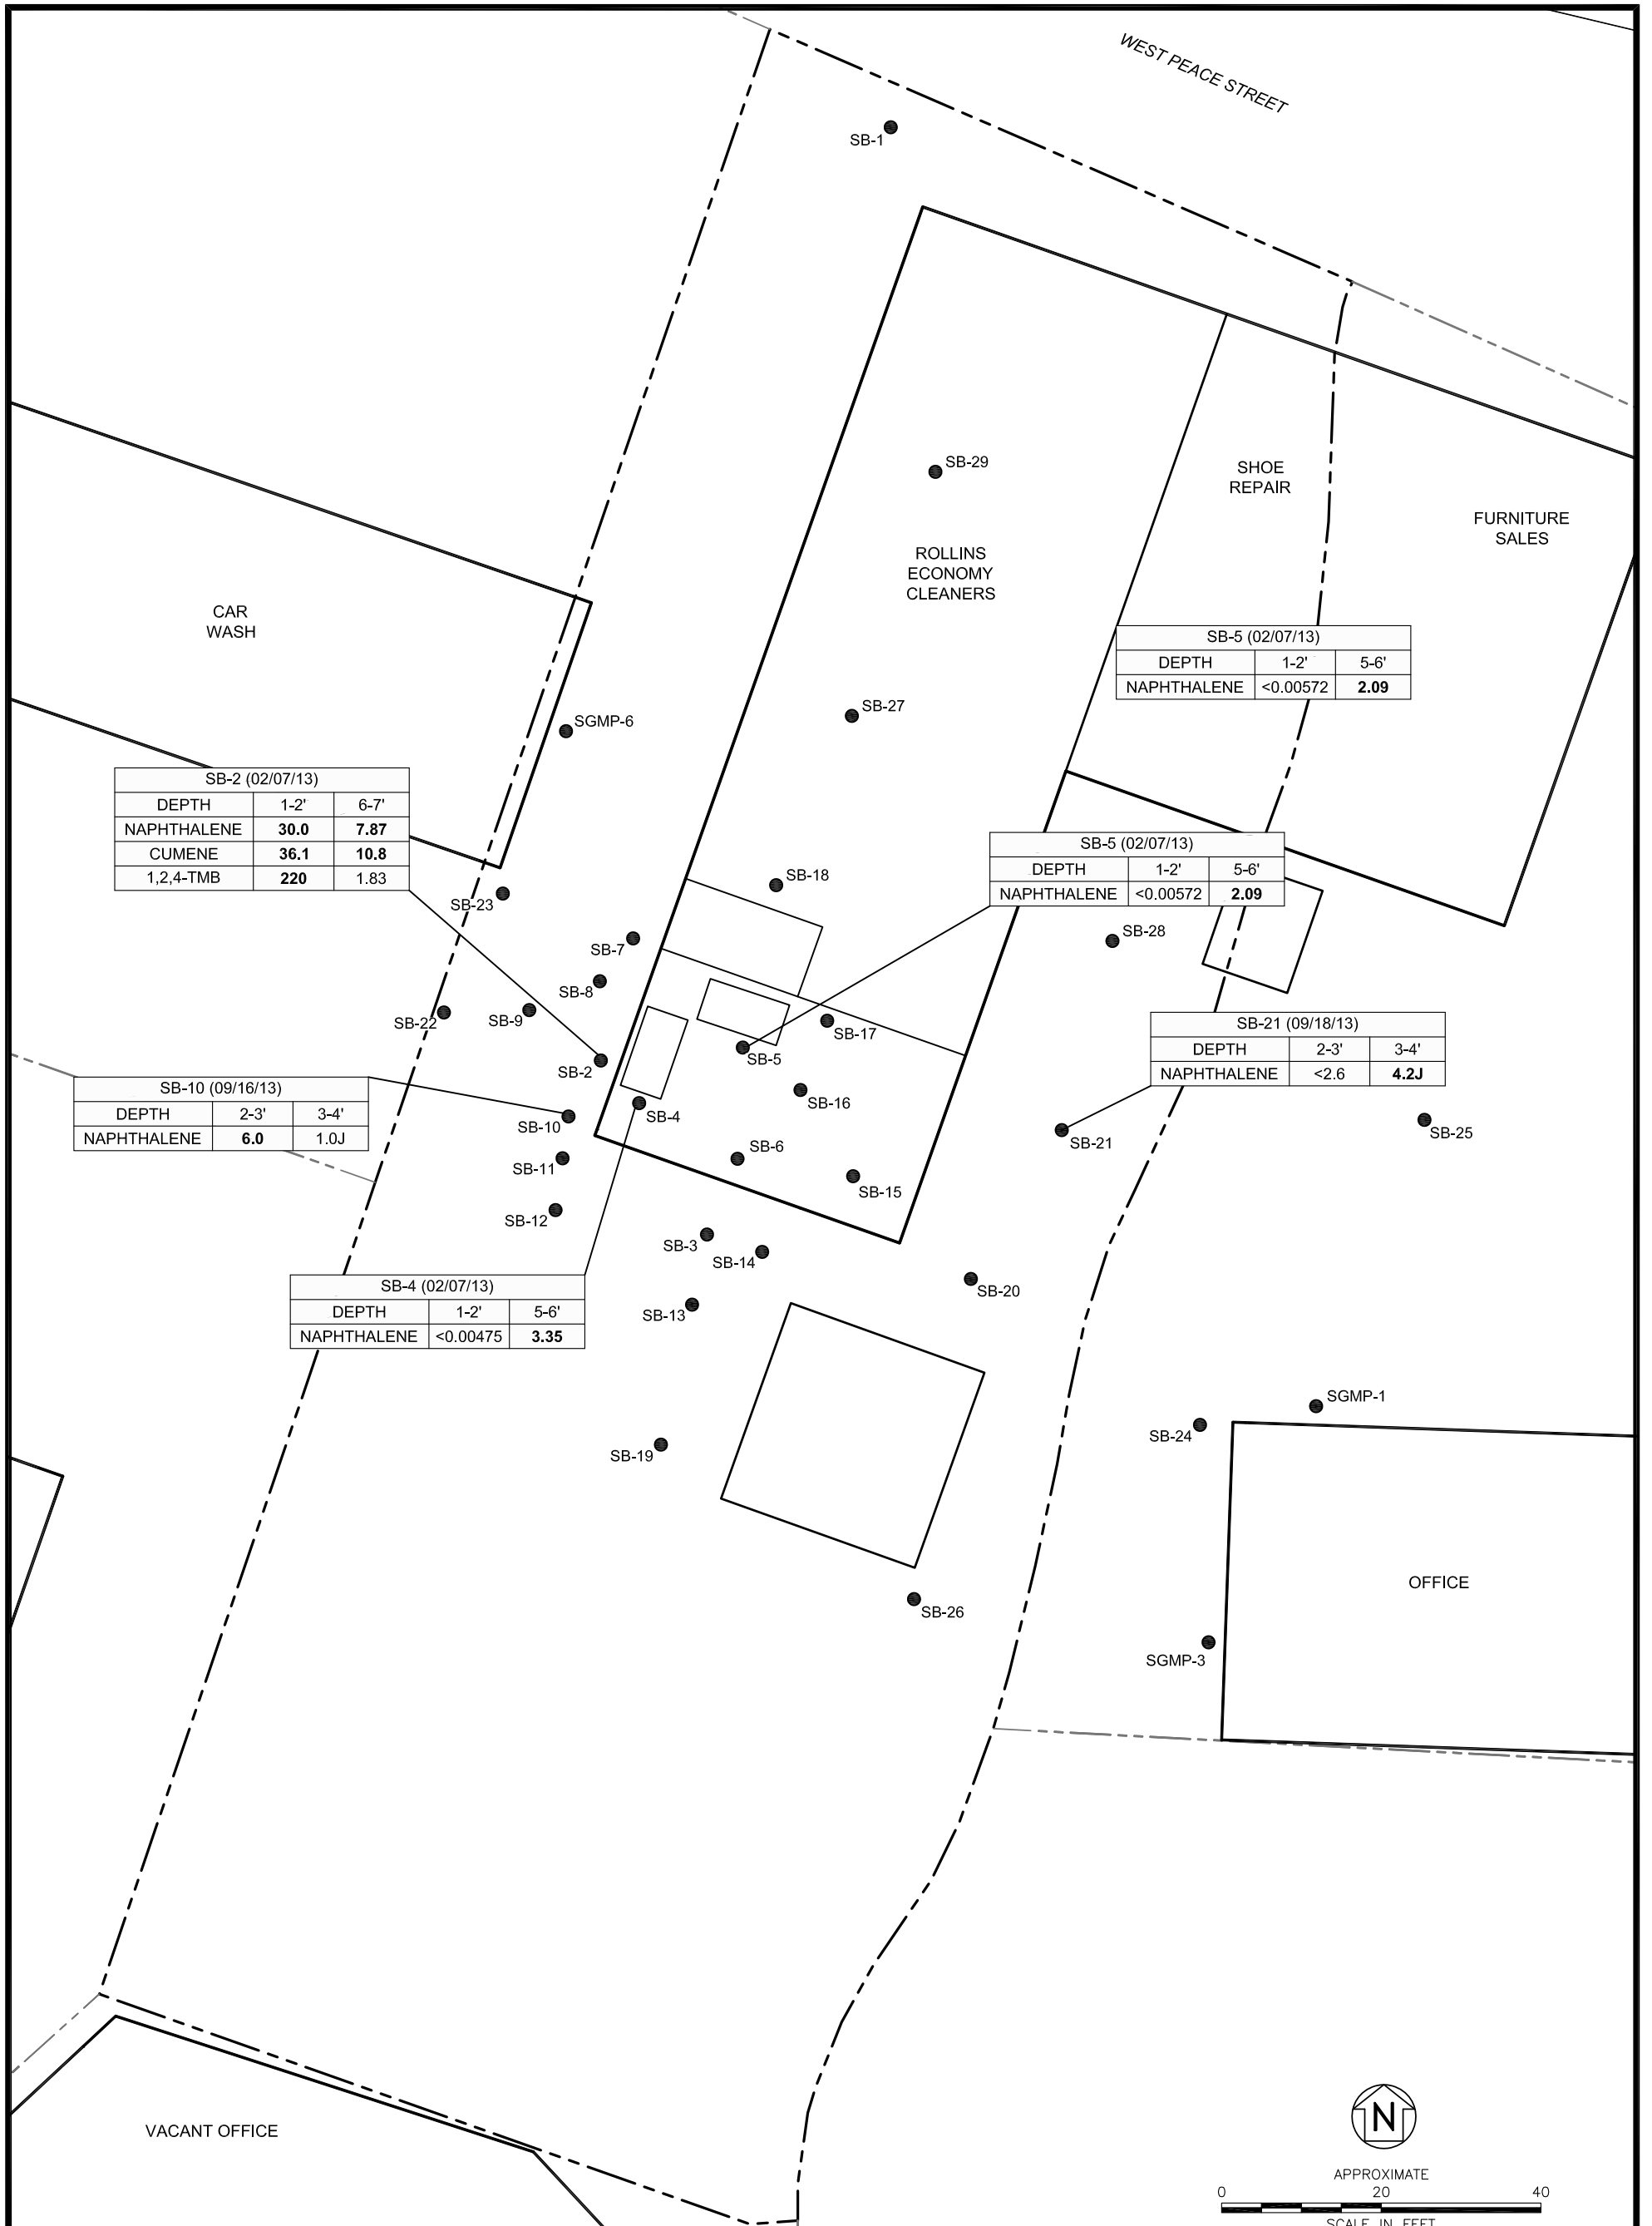 WEST PEACE STREET
SB-1
SB-29
SHOE
REPAIR
FURNITURE
SALES
ROLLINS
ECONOMY
CLEANERS
CAR
WASH
SB-5 (02/07/13)
DEPTH 1-2' 5-6'
NAPHTHALENE <0.00572 2.09
SB-27
SGMP-6
SB-2 (02/07/13)
DEPTH 1-2' 6-7'
NAPHTHALENE 30.0 7.87
CUMENE 36.1 10.8
1,2,4-TMB 220 1.83
SB-5 (02/07/13)
DEPTH 1-2' 5-6'
NAPHTHALENE <0.00572 2.09
SB-18
SB-23
SB-28
SB-7
SB-8
SB-22
SB-9
SB-17
SB-21 (09/18/13)
DEPTH 2-3' 3-4'
NAPHTHALENE <2.6 4.2J
SB-5
SB-2
SB-10 (09/16/13)
DEPTH 2-3' 3-4'
NAPHTHALENE 6.0 1.0J
SB-16
SB-4
SB-10
SB-21
SB-25
SB-6
SB-11
SB-15
SB-12
SB-3
SB-14
SB-4 (02/07/13)
DEPTH 1-2' 5-6'
NAPHTHALENE <0.00475 3.35
SB-20
SB-13
SGMP-1
SB-24
SB-19
OFFICE
SB-26
SGMP-3
VACANT OFFICE
N
APPROXIMATE
0 20 40
SCALE IN FEET